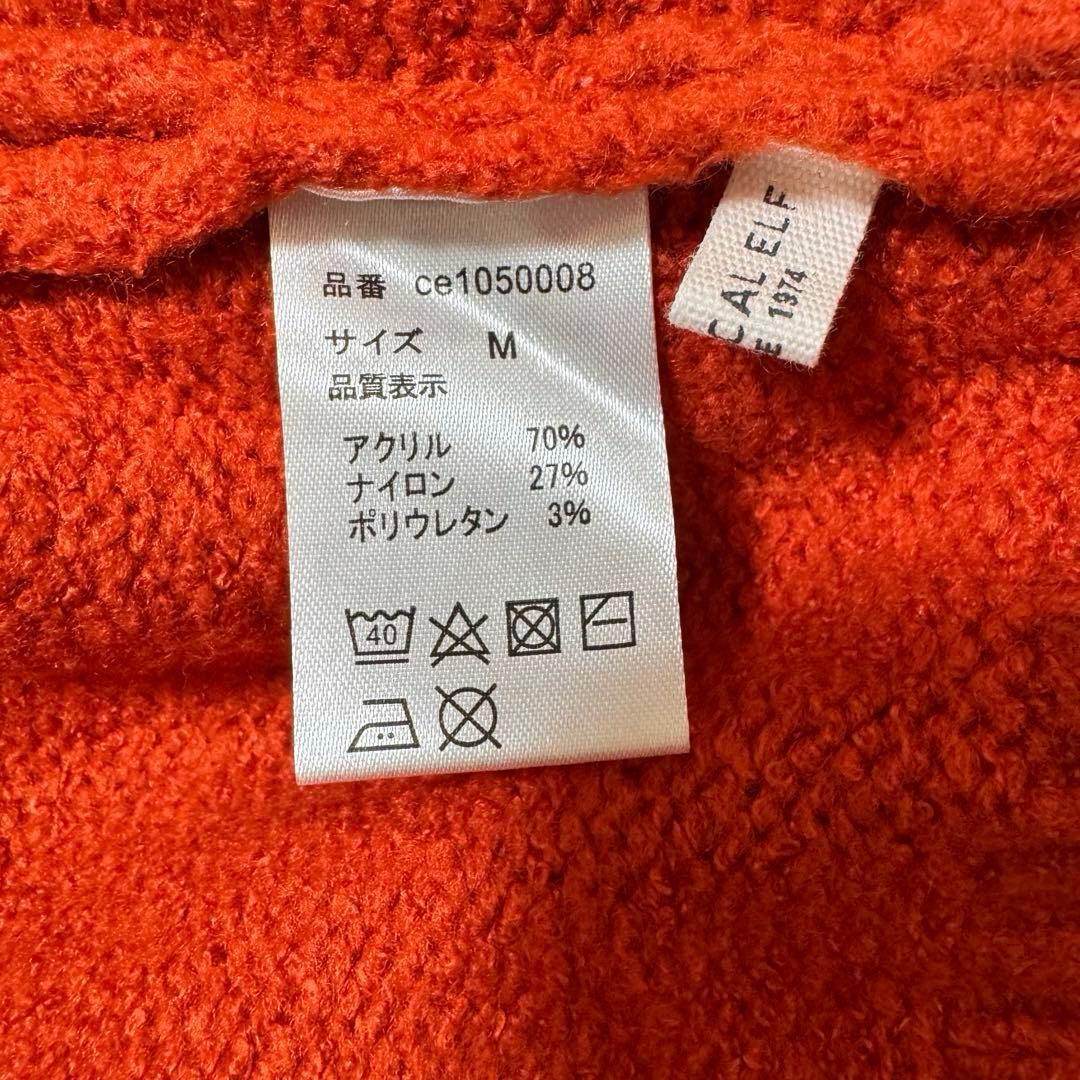 品番 ce1050008
サイズ M
品質表示
アクリル 70%
ナイロン 27%
ポリウレタン 3%
40
CAL ELF
E 1974